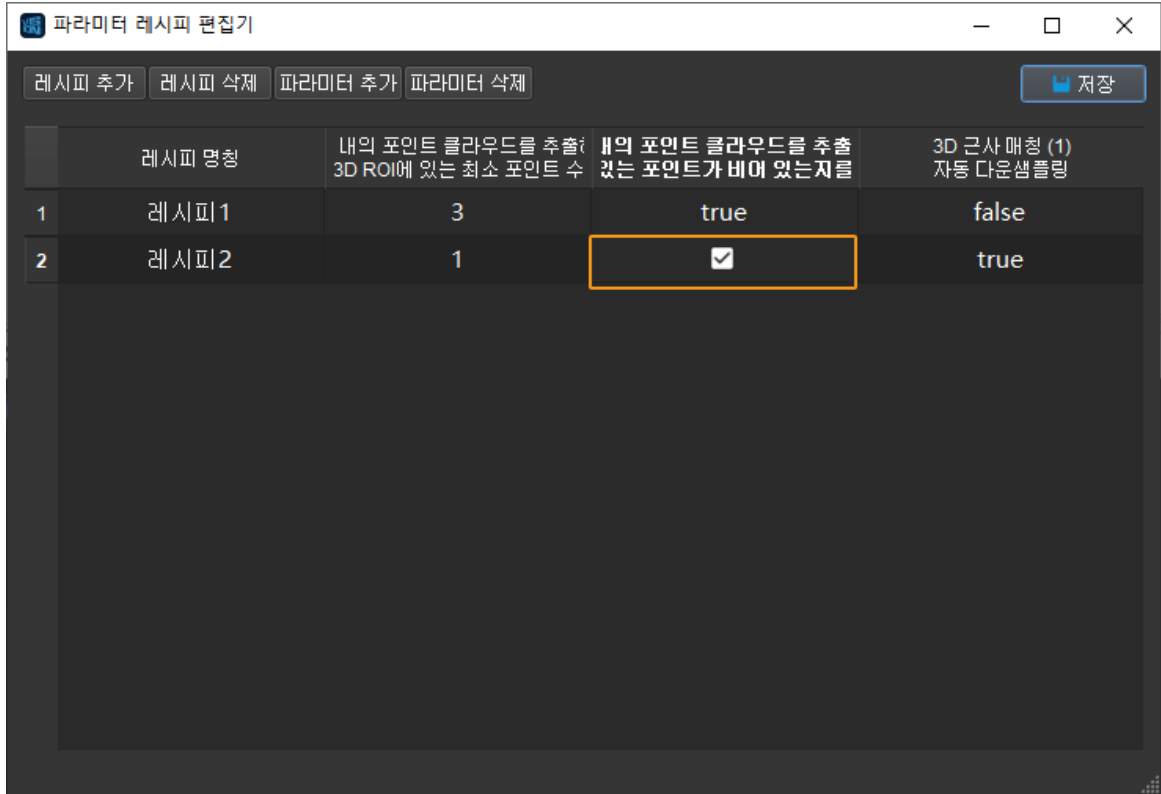 파라미터 레시피 편집기
레시피 추가 레시피 삭제 파라미터 추가 파라미터 삭제 저장
레시피 명칭
내의 포인트 클라우드를 추출
3D ROI에 있는 최소 포인트 수
포인트 클라우드를 추출
있는 포인트가 비어 있는지를
3D 근사 매칭 (1)
자동 다운샘플링
1 레시피1 3 true false
2 레시피2 1 true